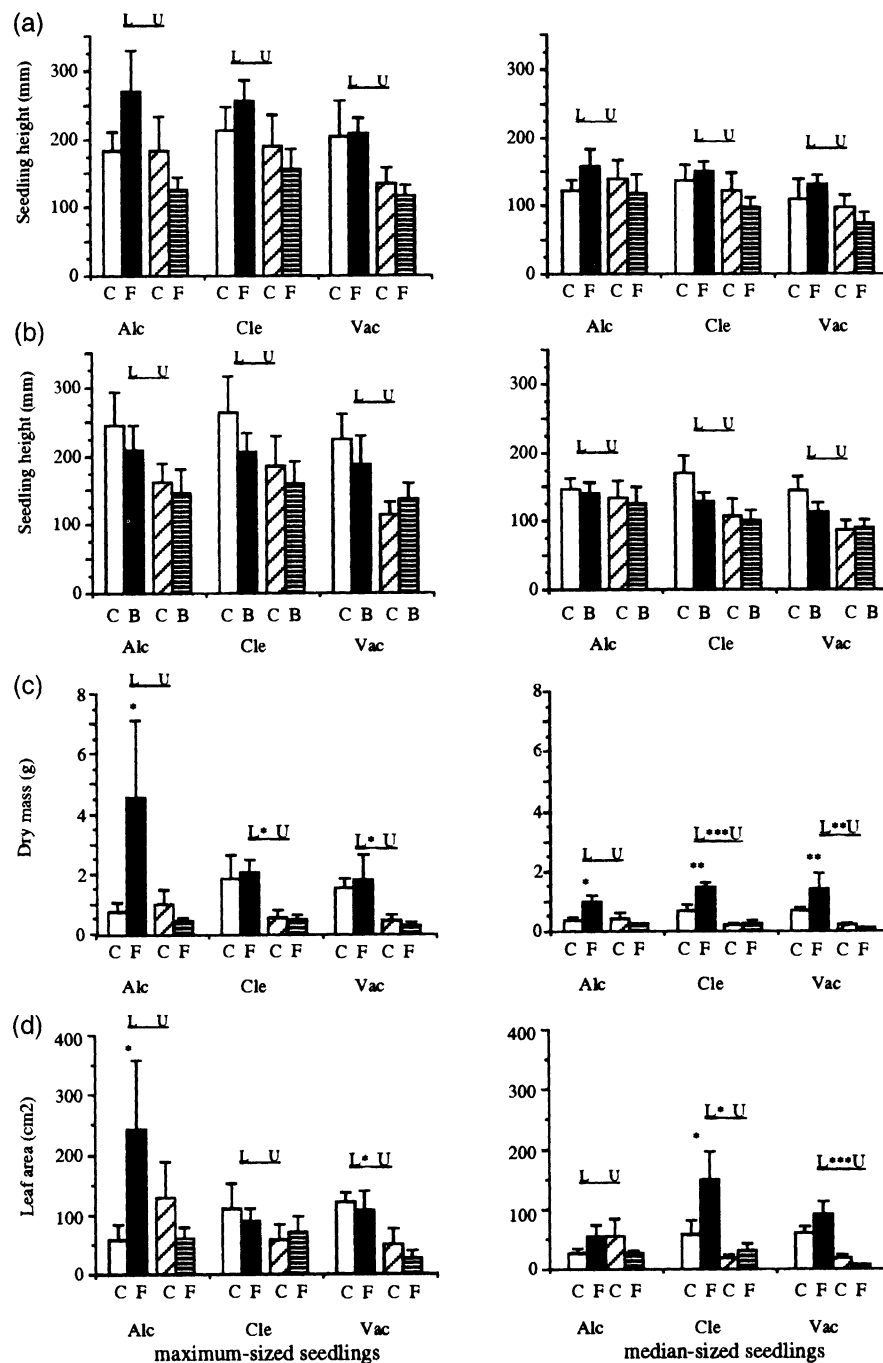 (a)
L U
L U
L U
Seedling height (mm)
300
200
100
0
C F C F
C F C F
C F C F
Alc
Cle
Vac
L U
L U
L U
300
200
100
0
C F C F
C F C F
C F C F
Alc
Cle
Vac
(b)
L U
L U
L U
Seedling height (mm)
300
200
100
0
C B C B
C B C B
C B C B
Alc
Cle
Vac
L U
L U
L U
300
200
100
0
C B C B
C B C B
C B C B
Alc
Cle
Vac
(c)
L U
*
L * U
L * U
Dry mass (g)
8
6
4
2
0
C F C F
C F C F
C F C F
Alc
Cle
Vac
L U
L***U
L**U
*
**
**
8
6
4
2
0
C F C F
C F C F
C F C F
Alc
Cle
Vac
(d)
L U
*
L U
L * U
Leaf area (cm2)
400
300
200
100
0
C F C F
C F C F
C F C F
Alc
Cle
Vac
maximum-sized seedlings
L U
L * U
L***U
*
400
300
200
100
0
C F C F
C F C F
C F C F
Alc
Cle
Vac
median-sized seedlings